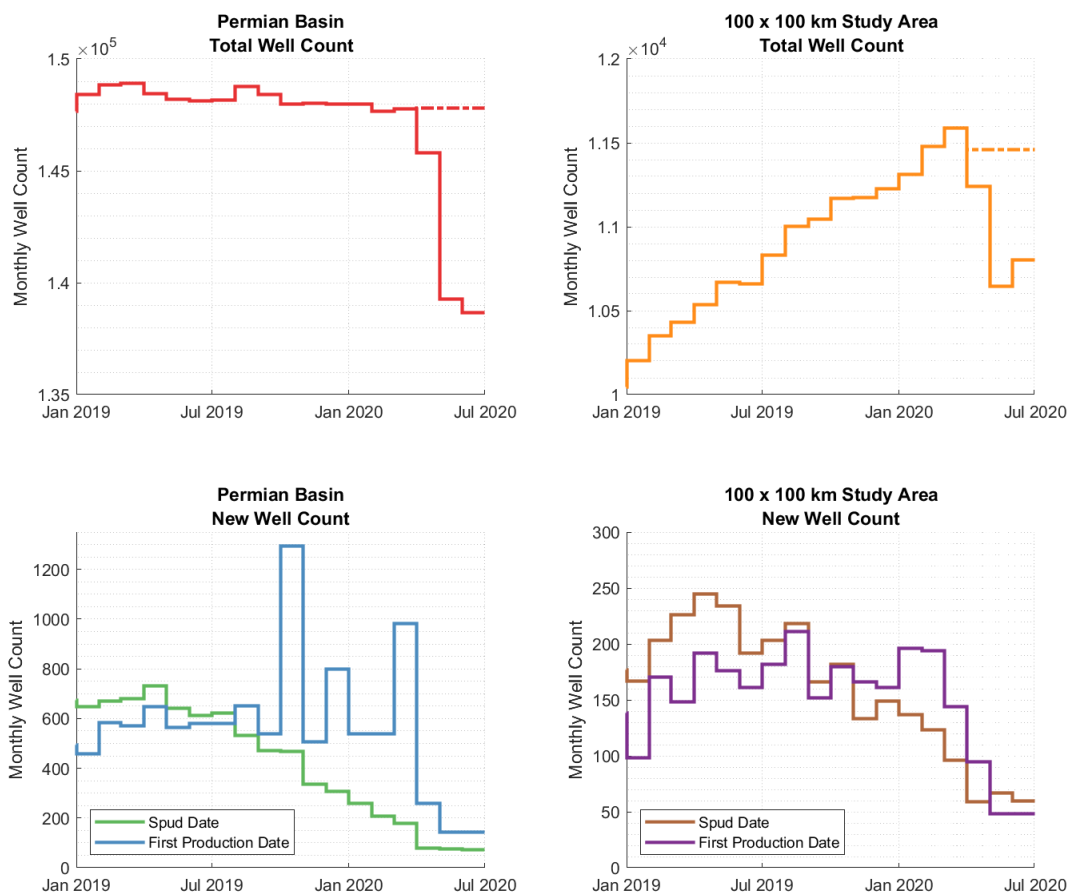 Permian Basin
Total Well Count
×10⁵
1.5
1.45
1.4
1.35
Monthly Well Count
Jan 2019
Jul 2019
Jan 2020
Jul 2020
100 x 100 km Study Area
Total Well Count
×10⁴
1.2
1.15
1.1
1.05
1
Monthly Well Count
Jan 2019
Jul 2019
Jan 2020
Jul 2020
Permian Basin
New Well Count
1200
1000
800
600
400
200
0
Monthly Well Count
Spud Date
First Production Date
Jan 2019
Jul 2019
Jan 2020
Jul 2020
100 x 100 km Study Area
New Well Count
300
250
200
150
100
50
0
Monthly Well Count
Spud Date
First Production Date
Jan 2019
Jul 2019
Jan 2020
Jul 2020